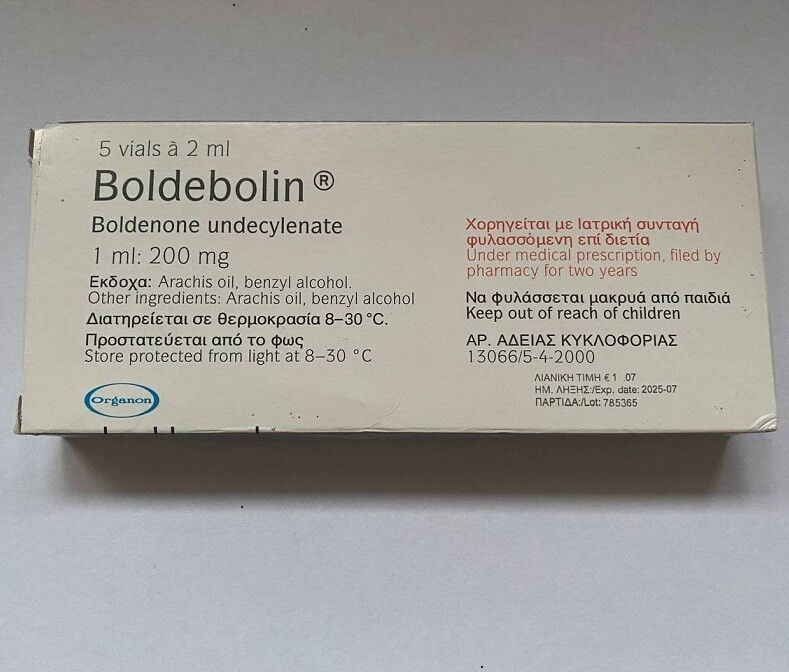 5 vials à 2 ml
Boldebolin ®
Boldenone undecylenate
1 ml: 200 mg
Εκδοχα: Arachis oil, benzyl alcohol.
Other ingredients: Arachis oil, benzyl alcohol
Διατηρείεται σε θερμοκρασία 8–30 °C.
Προστατεύεται από το φως
Store protected from light at 8–30 °C
Organon
Χορηγείται με Ιατρική συνταγή
φυλασσόμενη επί διετία
Under medical prescription, filed by
pharmacy for two years
Να φυλάσσεται μακρυά από παιδιά
Keep out of reach of children
ΑΡ. ΑΔΕΙΑΣ ΚΥΚΛΟΦΟΡΙΑΣ
13066/5-4-2000
ΛΙΑΝΙΚΗ ΤΙΜΗ € 1 .07
ΗΜ. ΛΗΞΗΣ:/Exp. date: 2025-07
ΠΑΡΤΙΔΑ:/Lot: 785365